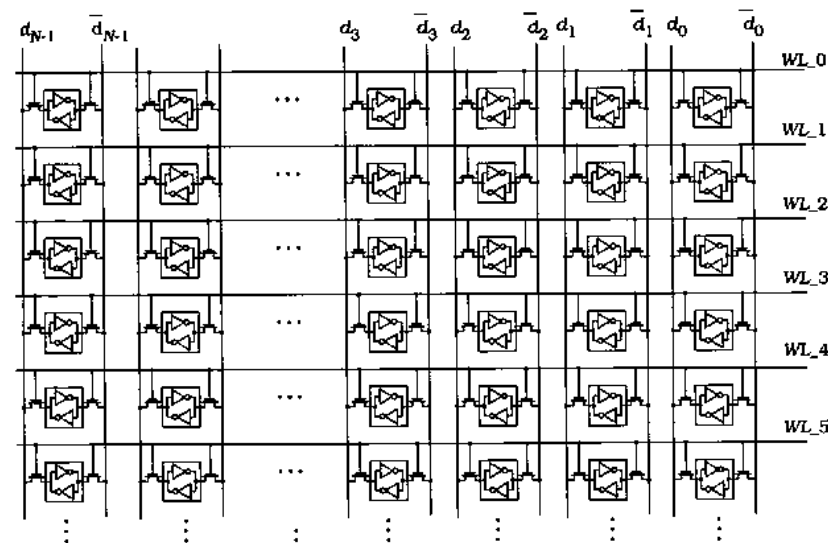 d_{N-1} d̅_{N-1} d_3 d̅_3 d_2 d̅_2 d_1 d̅_1 d_0 d̅_0
WL_0
WL_1
WL_2
WL_3
WL_4
WL_5